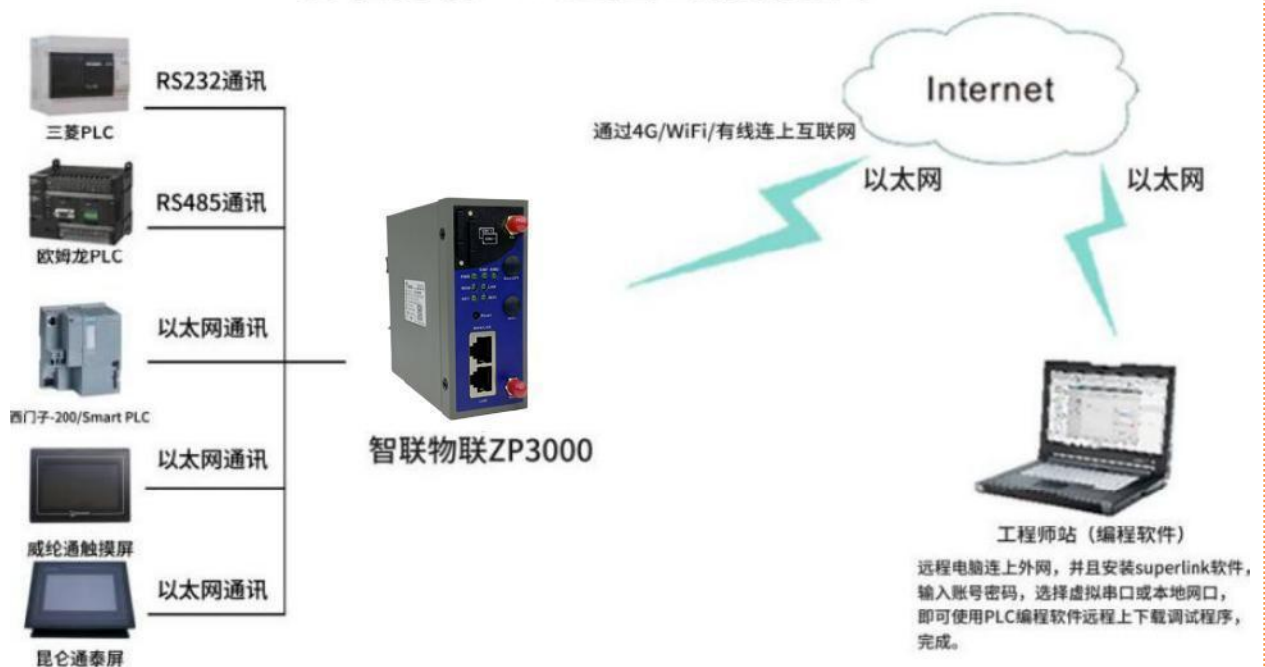 RS232通讯
三菱PLC
RS485通讯
欧姆龙PLC
以太网通讯
西门子-200/Smart PLC
以太网通讯
威纶通触摸屏
以太网通讯
昆仑通泰屏
智联物联ZP3000
通过4G/WiFi/有线连上互联网
Internet
以太网
以太网
工程师站（编程软件）
远程电脑连上外网，并且安装superlink软件，
输入账号密码，选择虚拟串口或本地网口，
即可使用PLC编程软件远程上下载调试程序，
完成。